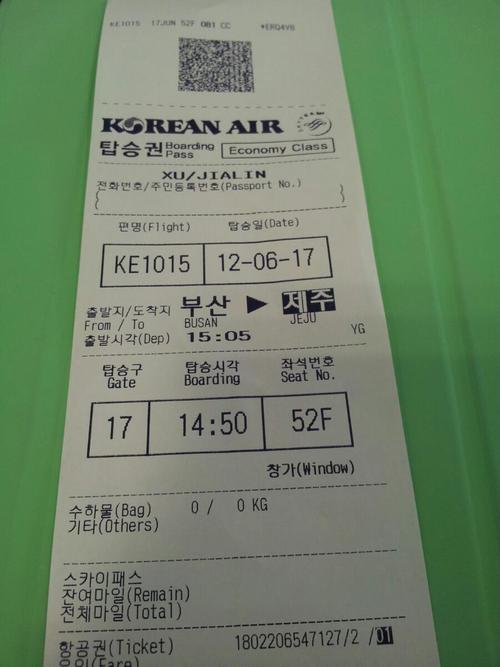 KE1015 17JUN 52F 081 CC *ERQ4V8
KOREAN AIR
탑승권 Boarding Pass Economy Class
XU/JIALIN
전화번호/주민등록번호(Passport No.)
편명(Flight) 탑승일(Date)
KE1015 12-06-17
출발지/도착지 부산 ▶ 제주
From / To BUSAN JEJU
출발시각(Dep) 15:05 YG
탑승구 탑승시각 좌석번호
Gate Boarding Seat No.
17 14:50 52F
창가(Window)
수하물(Bag) 0 / 0 KG
기타(Others)
스카이패스
잔여마일(Remain)
전체마일(Total)
항공권(Ticket) 1802206547127/2 /01
운임(Fare)